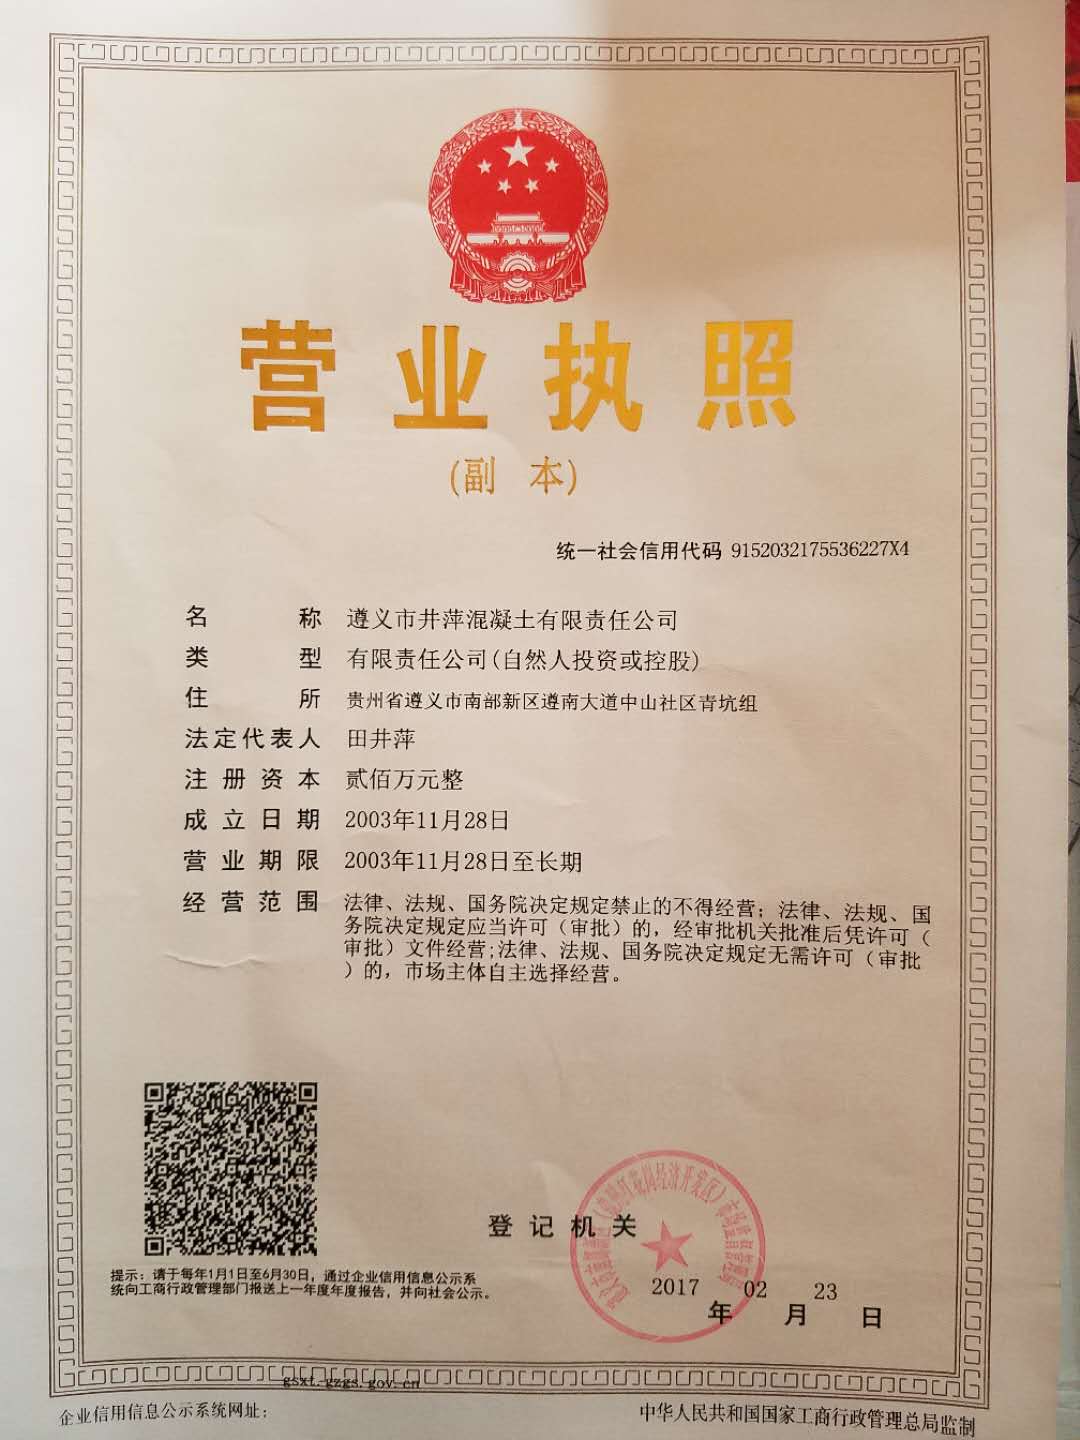 营业执照
(副 本)
统一社会信用代码 9152032175536227X4
名 称 遵义市井萍混凝土有限责任公司
类 型 有限责任公司(自然人投资或控股)
住 所 贵州省遵义市南部新区遵南大道中山社区青坑组
法定代表人 田井萍
注册资本 贰佰万元整
成立日期 2003年11月28日
营业期限 2003年11月28日至长期
经营范围 法律、法规、国务院决定规定禁止的不得经营；法律、法规、国
务院决定规定应当许可（审批）的，经审批机关批准后凭许可（
审批）文件经营;法律、法规、国务院决定规定无需许可（审批
）的，市场主体自主选择经营。
登记机关
提示：请于每年1月1日至6月30日，通过企业信用信息公示系
统向工商行政管理部门报送上一年度年度报告，并向社会公示。
2017年02月23日
gsxt.gzgs.gov.cn
企业信用信息公示系统网址：
中华人民共和国国家工商行政管理总局监制